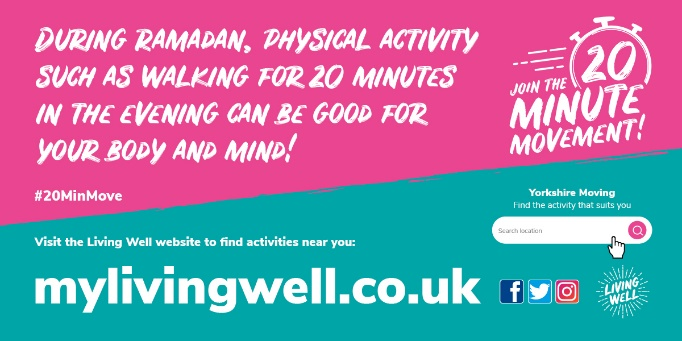 DURING RAMADAN, PHYSICAL ACTIVITY
SUCH AS WALKING FOR 20 MINUTES
IN THE EVENING CAN BE GOOD FOR
YOUR BODY AND MIND!
#20MinMove
20
JOIN THE
MINUTE
MOVEMENT!
Yorkshire Moving
Find the activity that suits you
Search location
Visit the Living Well website to find activities near you:
mylivingwell.co.uk
LIVING
WELL